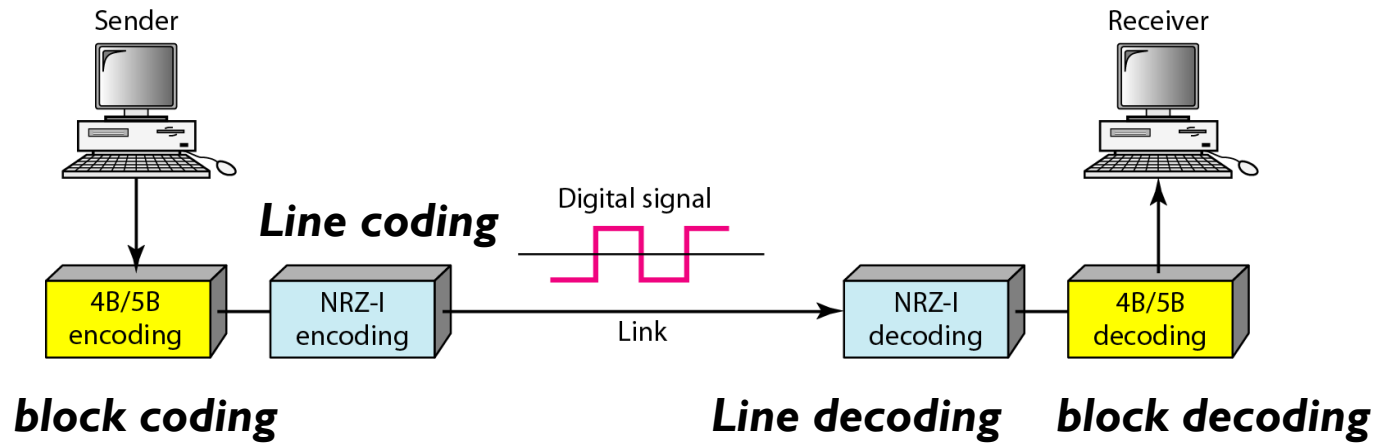 Sender
Receiver
Line coding
Digital signal
4B/5B
encoding
NRZ-I
encoding
Link
NRZ-I
decoding
4B/5B
decoding
block coding
Line decoding
block decoding